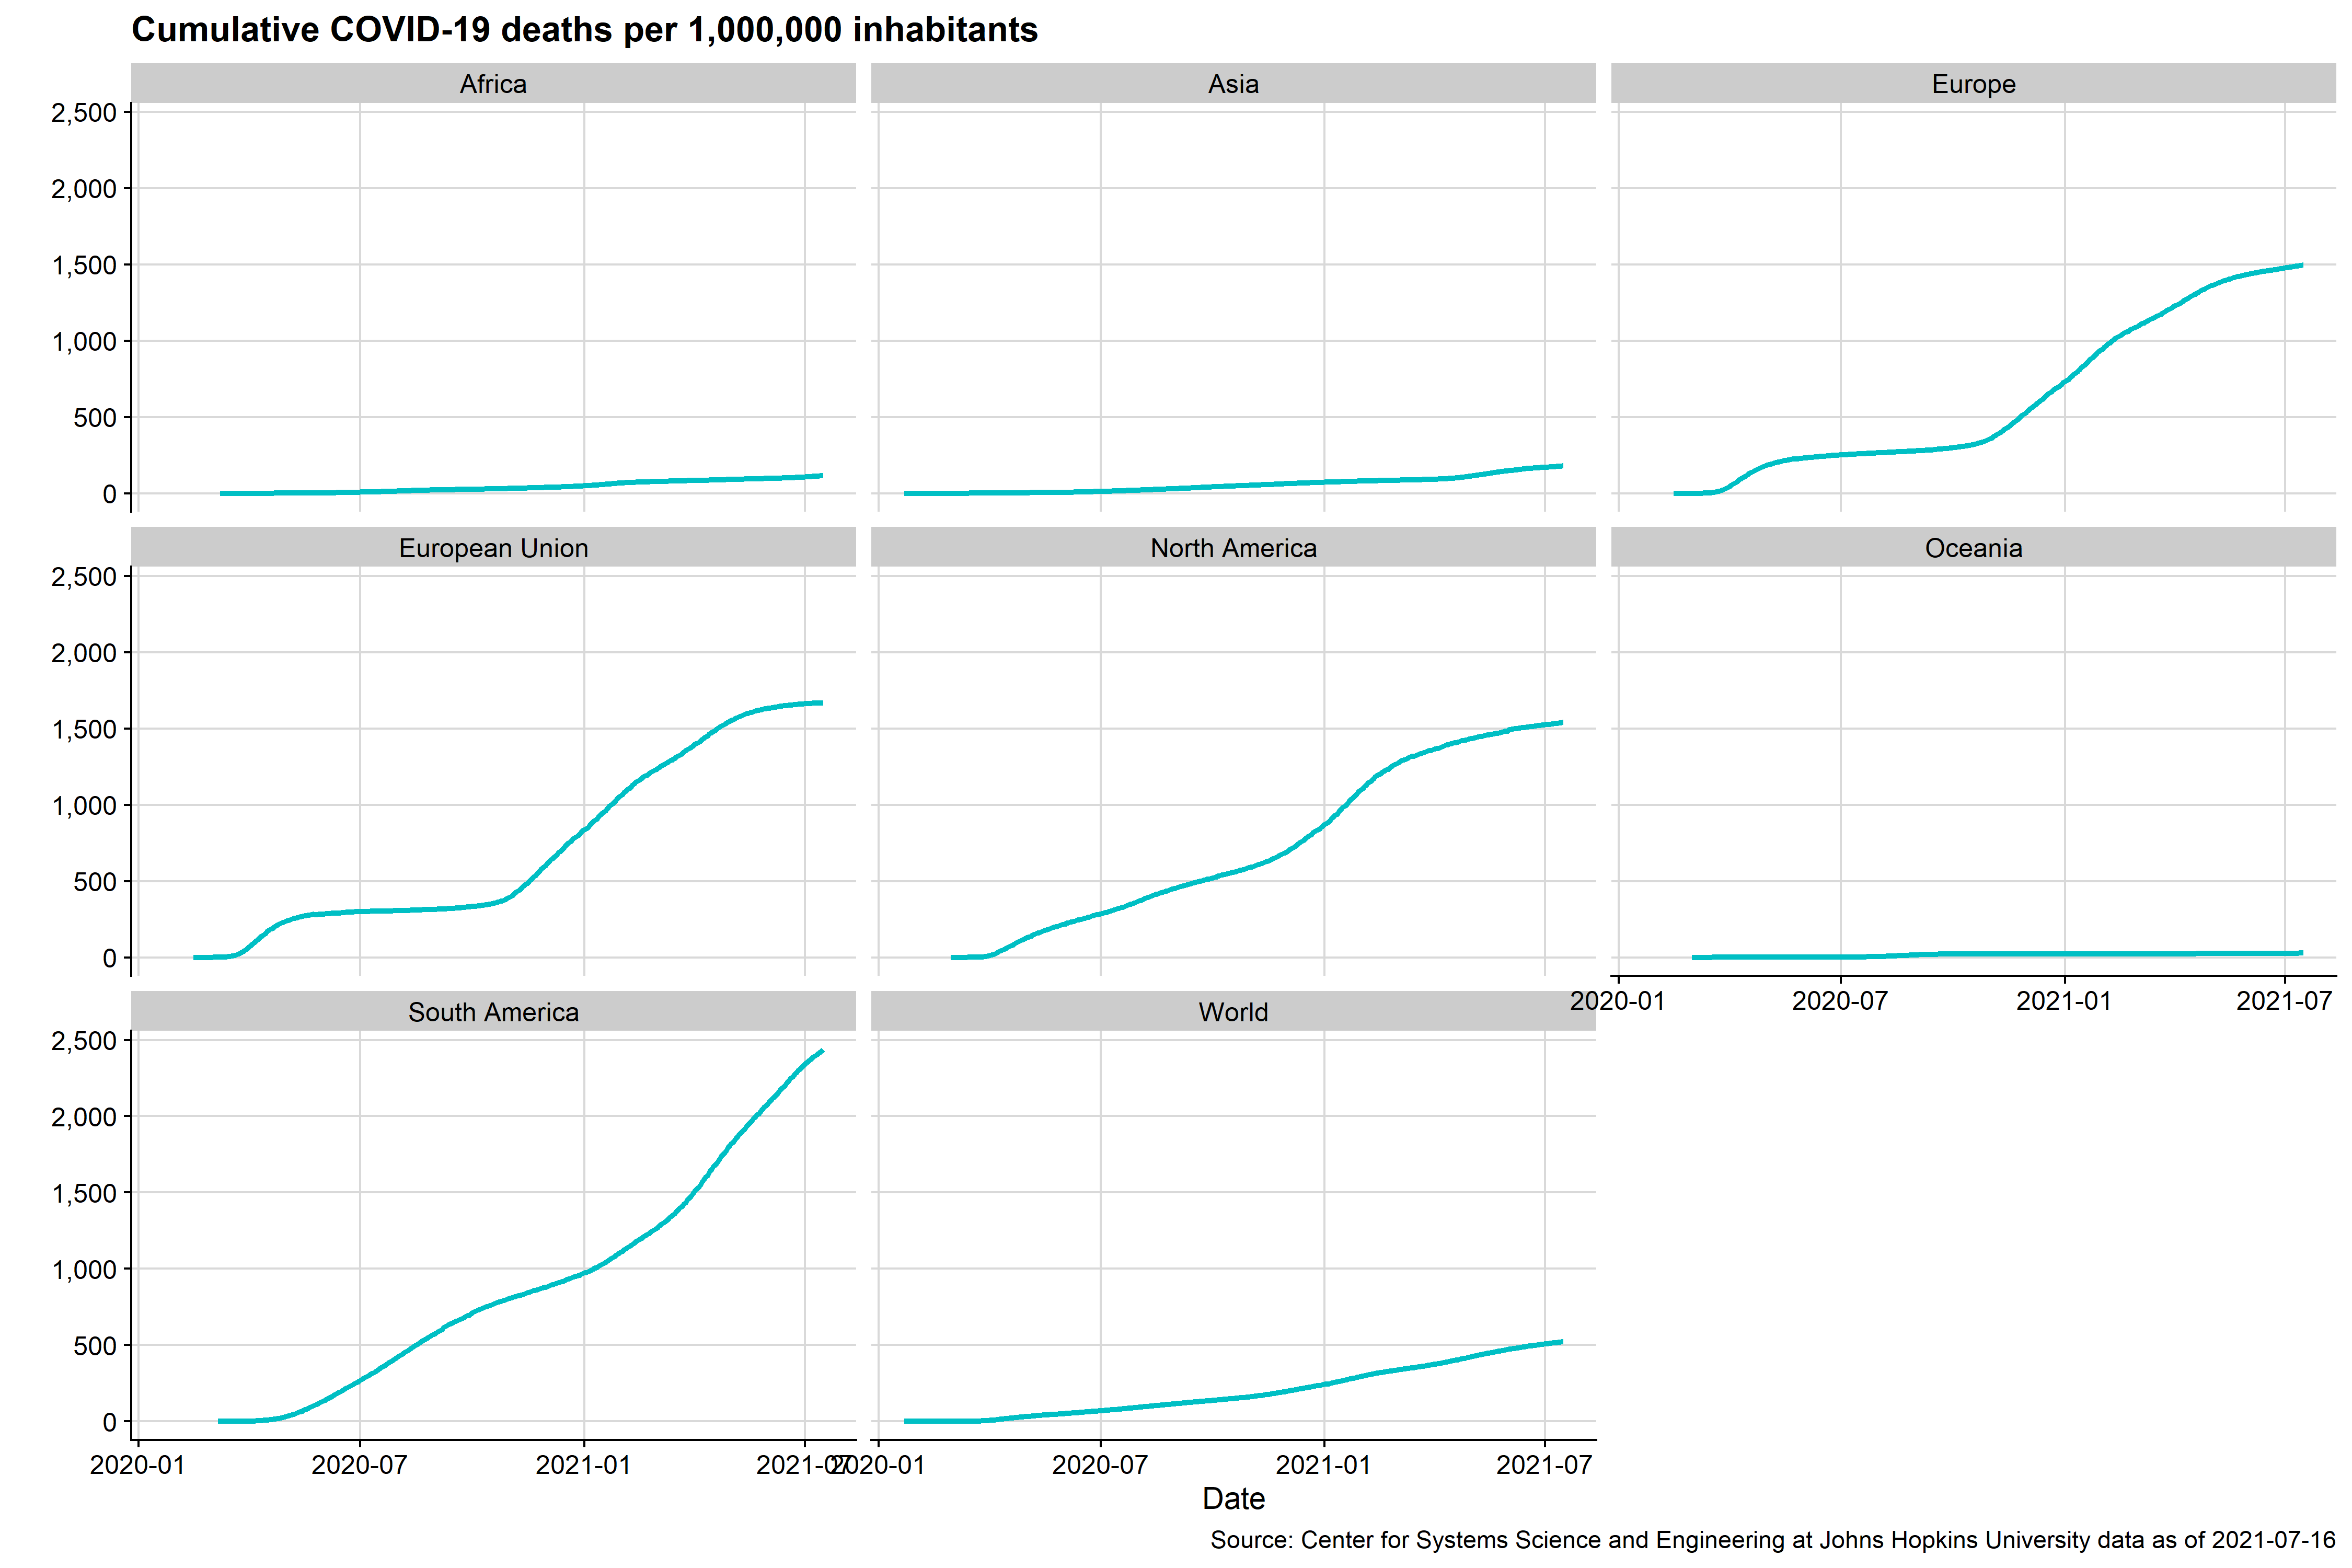 Cumulative COVID-19 deaths per 1,000,000 inhabitants
Africa
Asia
Europe
2,500
2,000
1,500
1,000
500
0
European Union
North America
Oceania
2,500
2,000
1,500
1,000
500
0
2020-01
2020-07
2021-01
2021-07
South America
World
2,500
2,000
1,500
1,000
500
0
2020-01
2020-07
2021-01
2021-07
2020-01
2020-07
2021-01
2021-07
Date
Source: Center for Systems Science and Engineering at Johns Hopkins University data as of 2021-07-16